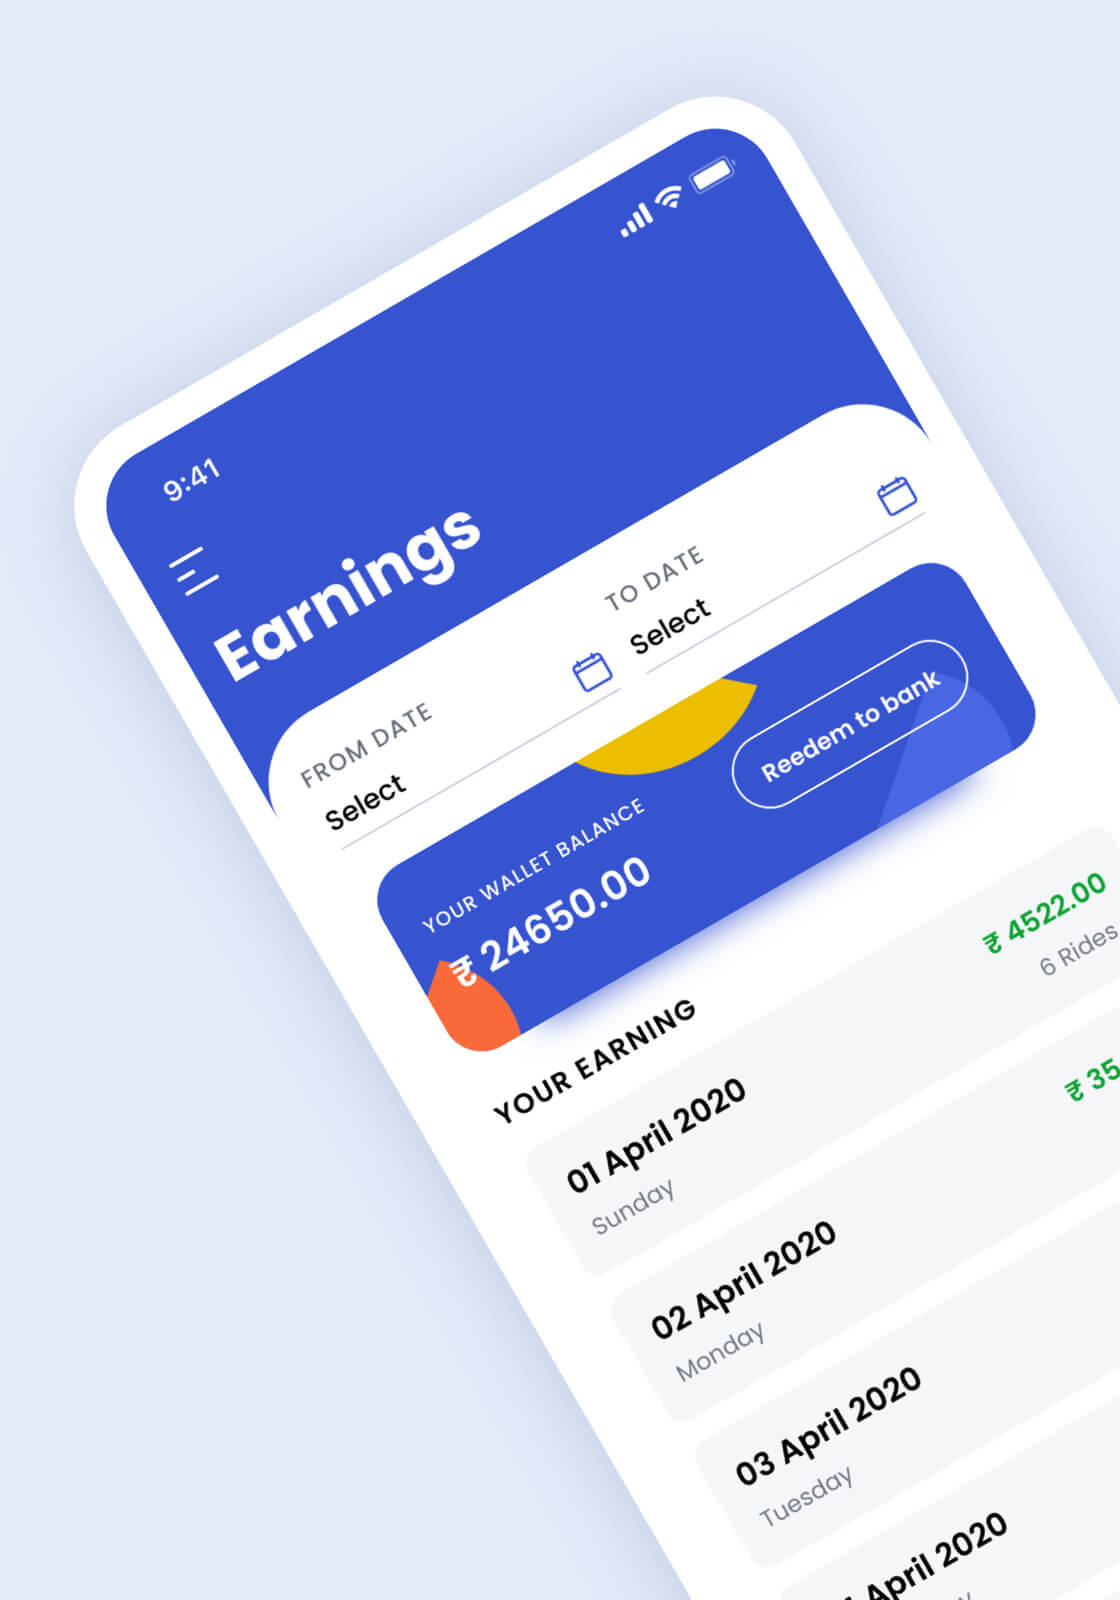 9:41
Earnings
FROM DATE
Select
TO DATE
Select
YOUR WALLET BALANCE
₹ 24650.00
Reedem to bank
YOUR EARNING
01 April 2020
Sunday
₹ 4522.00
6 Rides
02 April 2020
Monday
₹ 35
03 April 2020
Tuesday
April 2020